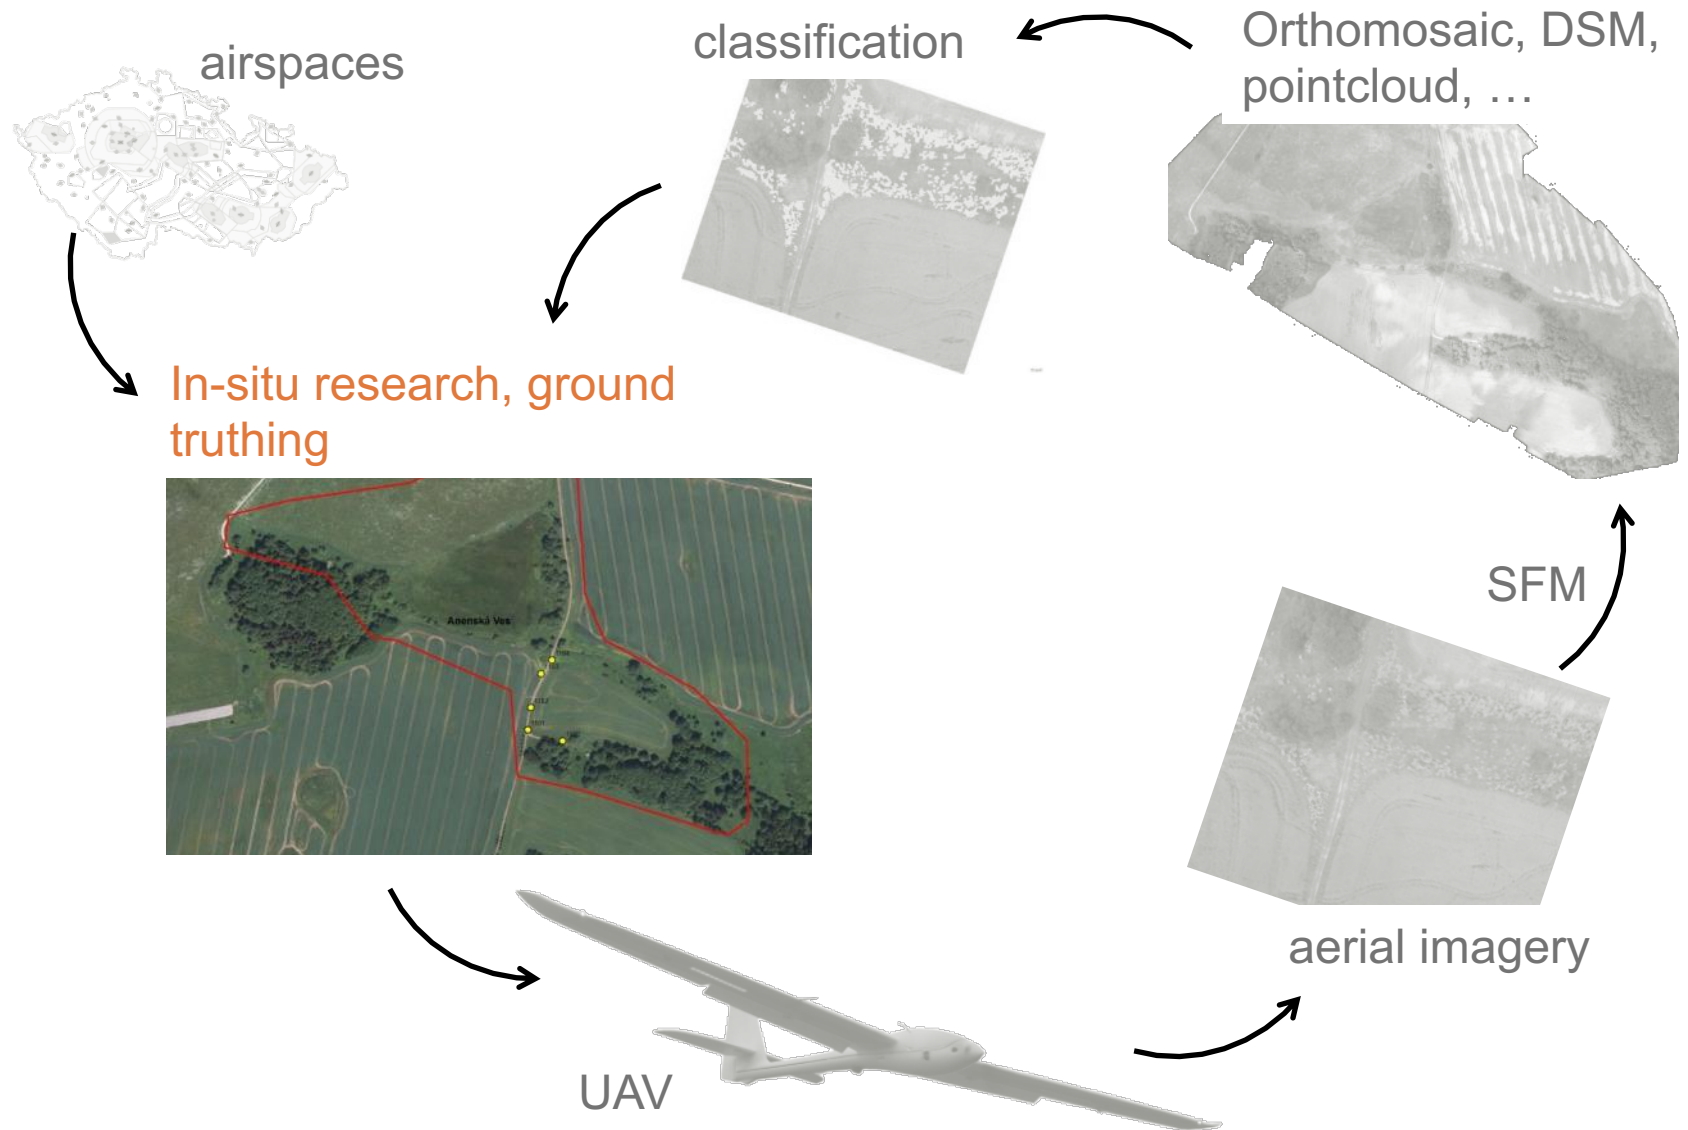 airspaces
classification
Orthomosaic, DSM,
pointcloud, …
In-situ research, ground
truthing
Anenská Ves
SFM
aerial imagery
UAV